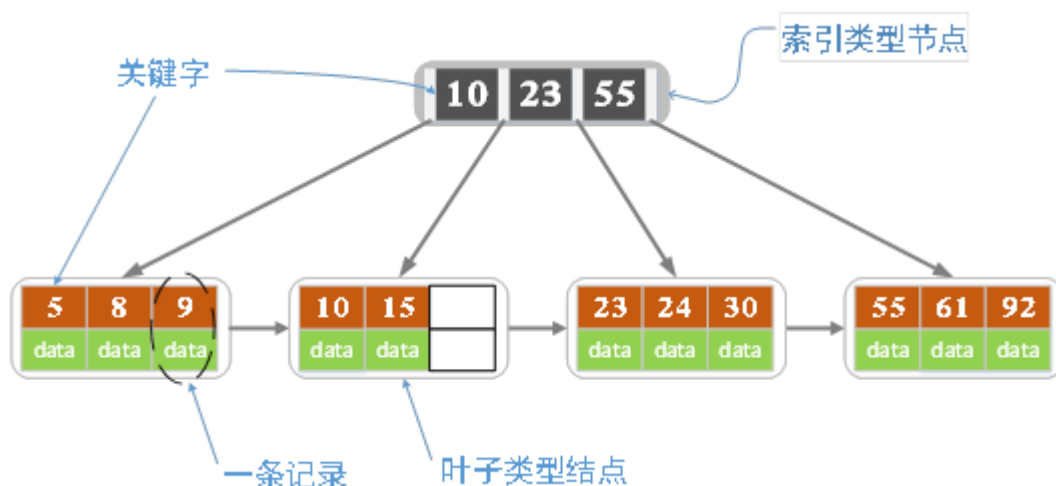 索引类型节点
关键字
10 23 55
5 8 9 10 15 23 24 30 55 61 92
data data data data data data data data data data data
一条记录
叶子类型结点